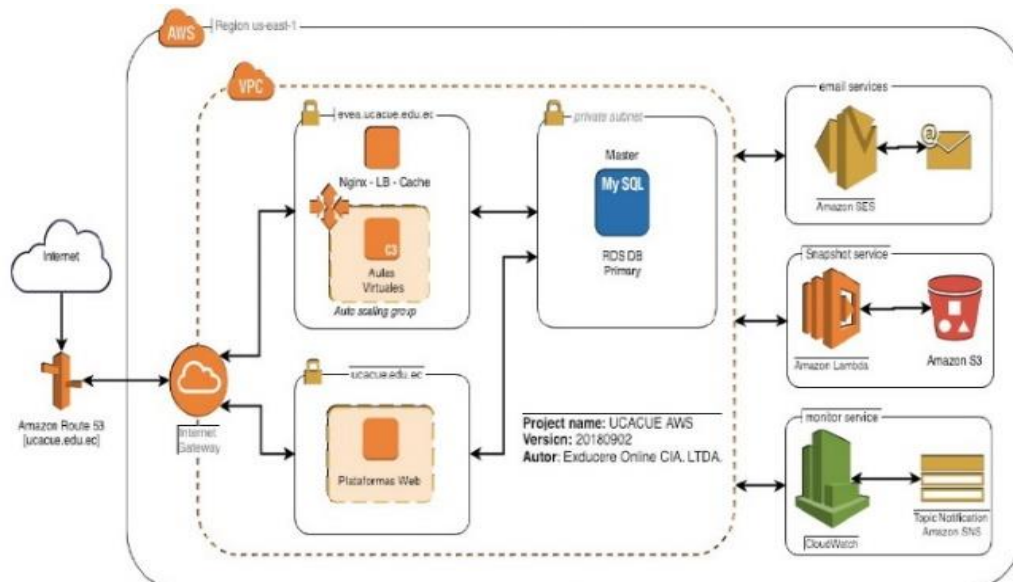 AWS
Region us-east-1
VPC
evea.ucacue.edu.ec
Nginx - LB - Cache
C3
Aulas
Virtuales
Auto scaling group
private subnet
Master
My SQL
RDS DB
Primary
email services
@
Amazon SES
Internet
Amazon Route 53
[ucacue.edu.ec]
Internet
Gateway
ucacue.edu.ec
Plataformas Web
Project name: UCACUE AWS
Version: 20180902
Autor: Exducere Online CIA. LTDA.
Snapshot service
Amazon Lambda
Amazon S3
monitor service
CloudWatch
Topic Notification
Amazon SNS